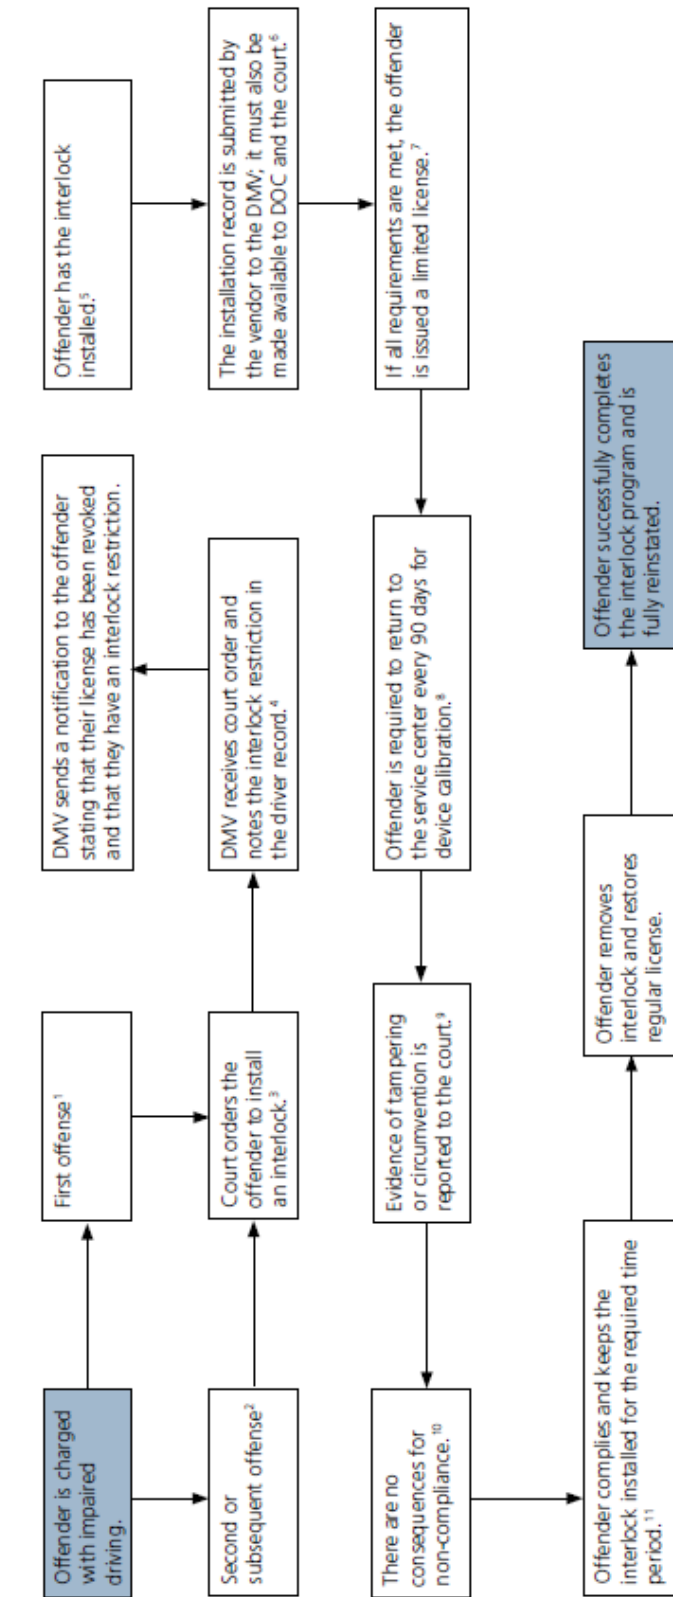 Offender is charged
with impaired
driving.
First offense¹
Second or
subsequent offense²
Court orders the
offender to install
an interlock.³
DMV receives court order and
notes the interlock restriction in
the driver record.⁴
DMV sends a notification to the offender
stating that their license has been revoked
and that they have an interlock restriction.
Offender has the interlock
installed.⁵
The installation record is submitted by
the vendor to the DMV; it must also be
made available to DOC and the court.⁶
If all requirements are met, the offender
is issued a limited license.⁷
Offender is required to return to
the service center every 90 days for
device calibration.⁸
Evidence of tampering
or circumvention is
reported to the court.⁹
There are no
consequences for
non-compliance.¹⁰
Offender complies and keeps the
interlock installed for the required time
period.¹¹
Offender removes
interlock and restores
regular license.
Offender successfully completes
the interlock program and is
fully reinstated.